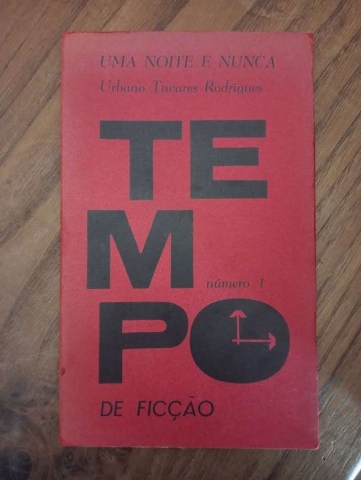 UMA NOITE E NUNCA
Urbano Tavares Rodrigues
TE
M
número 1
PO
DE FICÇÃO